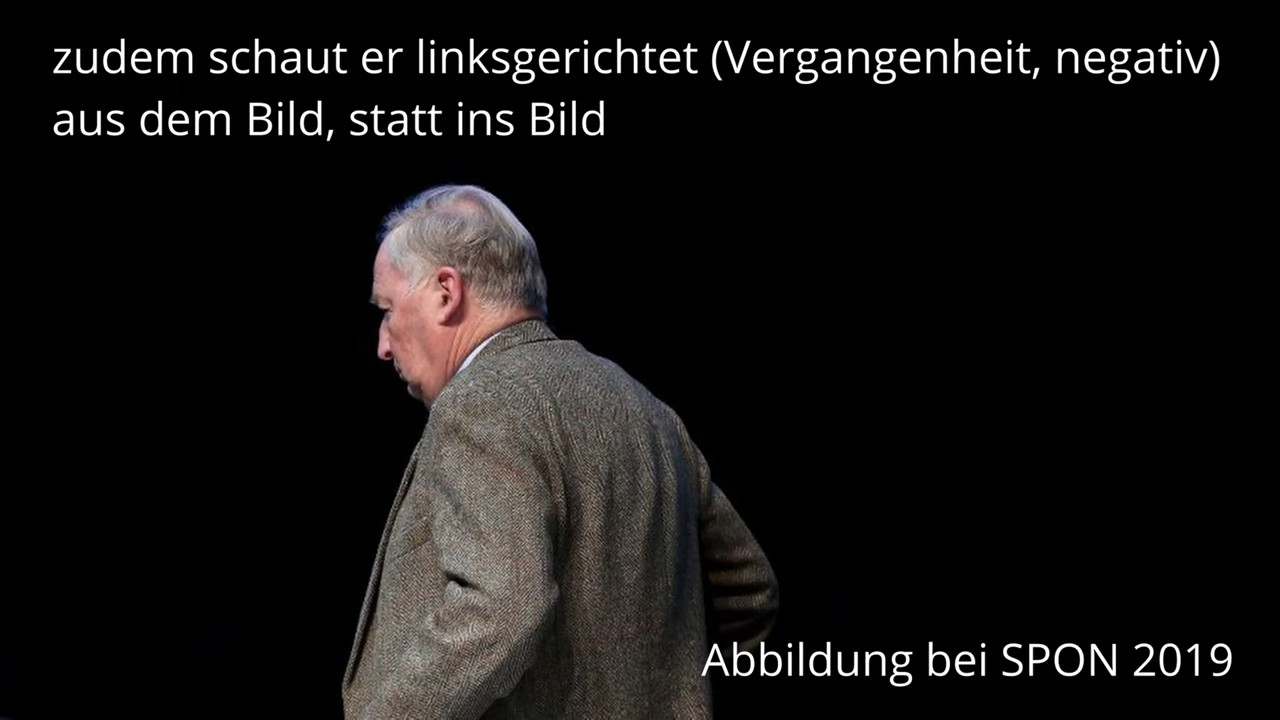 zudem schaut er linksgerichtet (Vergangenheit, negativ)
aus dem Bild, statt ins Bild
Abbildung bei SPON 2019